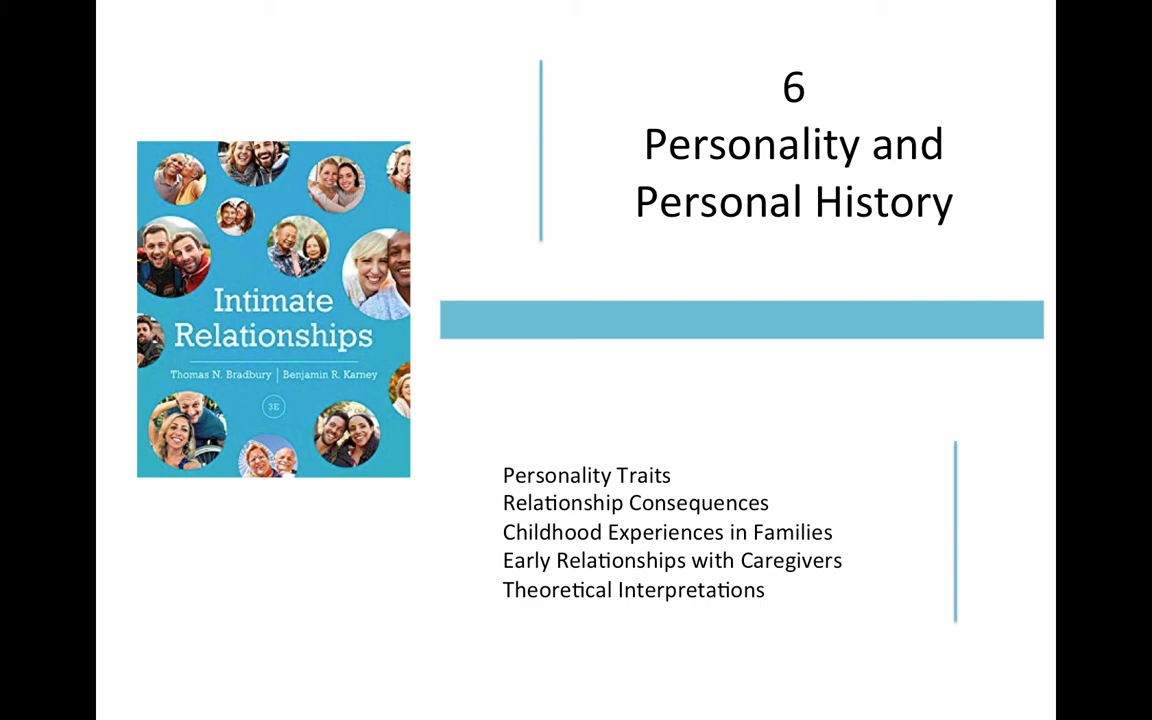 6
Personality and
Personal History
Intimate
Relationships
Thomas N. Bradbury | Benjamin R. Karney
3E
Personality Traits
Relationship Consequences
Childhood Experiences in Families
Early Relationships with Caregivers
Theoretical Interpretations